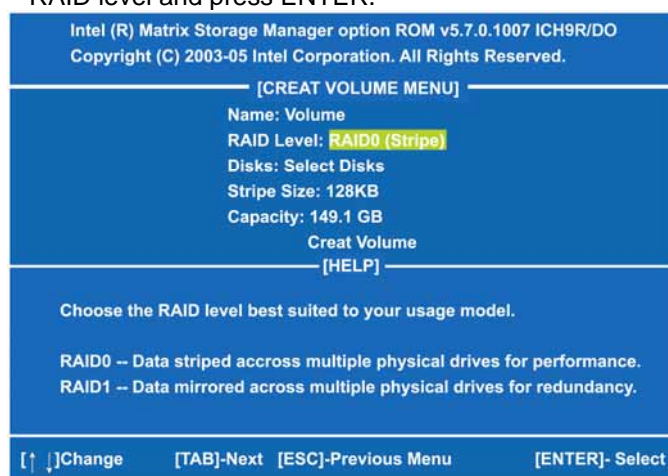 RAID level and press ENTER.
Intel (R) Matrix Storage Manager option ROM v5.7.0.1007 ICH9R/DO
Copyright (C) 2003-05 Intel Corporation. All Rights Reserved.
[CREAT VOLUME MENU]
Name: Volume
RAID Level: RAID0 (Stripe)
Disks: Select Disks
Stripe Size: 128KB
Capacity: 149.1 GB
Creat Volume
[HELP]
Choose the RAID level best suited to your usage model.
RAID0 -- Data striped accross multiple physical drives for performance.
RAID1 -- Data mirrored across multiple physical drives for redundancy.
[↑ ↓]Change [TAB]-Next [ESC]-Previous Menu [ENTER]- Select